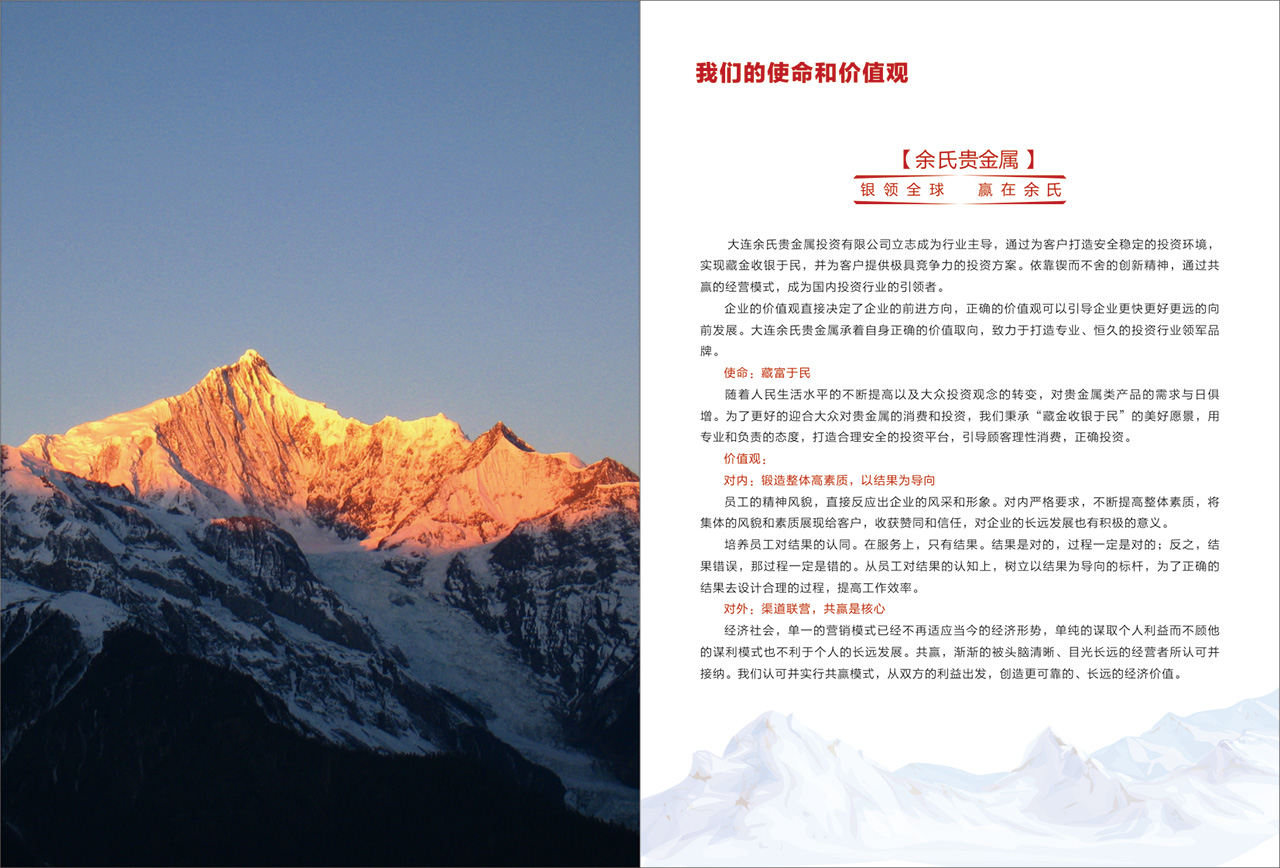 我们的使命和价值观
【余氏贵金属】
银领全球 赢在余氏
大连余氏贵金属投资有限公司立志成为行业主导，通过为客户打造安全稳定的投资环境，
实现藏金收银于民，并为客户提供极具竞争力的投资方案。依靠锲而不舍的创新精神，通过共
赢的经营模式，成为国内投资行业的引领者。
企业的价值观直接决定了企业的前进方向，正确的价值观可以引导企业更快更好更远的向
前发展。大连余氏贵金属承着自身正确的价值取向，致力于打造专业、恒久的投资行业领军品
牌。
使命：藏富于民
随着人民生活水平的不断提高以及大众投资观念的转变，对贵金属类产品的需求与日俱
增。为了更好的迎合大众对贵金属的消费和投资，我们秉承“藏金收银于民”的美好愿景，用
专业和负责的态度，打造合理安全的投资平台，引导顾客理性消费，正确投资。
价值观：
对内：锻造整体高素质，以结果为导向
员工的精神风貌，直接反应出企业的风采和形象。对内严格要求，不断提高整体素质，将
集体的风貌和素质展现给客户，收获赞同和信任，对企业的长远发展也有积极的意义。
培养员工对结果的认同。在服务上，只有结果。结果是对的，过程一定是对的；反之，结
果错误，那过程一定是错的。从员工对结果的认知上，树立以结果为导向的标杆，为了正确的
结果去设计合理的过程，提高工作效率。
对外：渠道联营，共赢是核心
经济社会，单一的营销模式已经不再适应当今的经济形势，单纯的谋取个人利益而不顾他
的谋利模式也不利于个人的长远发展。共赢，渐渐的被头脑清晰、目光长远的经营者所认可并
接纳。我们认可并实行共赢模式，从双方的利益出发，创造更可靠的、长远的经济价值。